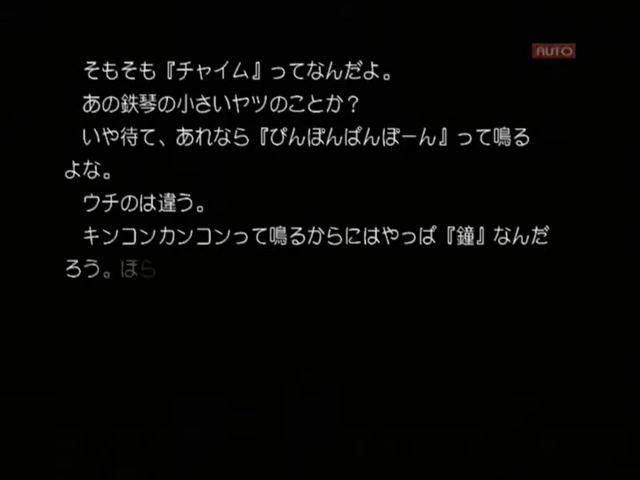 AUTO
そもそも『チャイム』ってなんだよ。
あの鉄琴の小さいヤツのことか？
いや待て、あれなら『ぴんぽんぱんぽーん』って鳴る
よな。
ウチのは違う。
キンコンカンコンって鳴るからにはやっぱ『鐘』なんだ
ろう。ほら